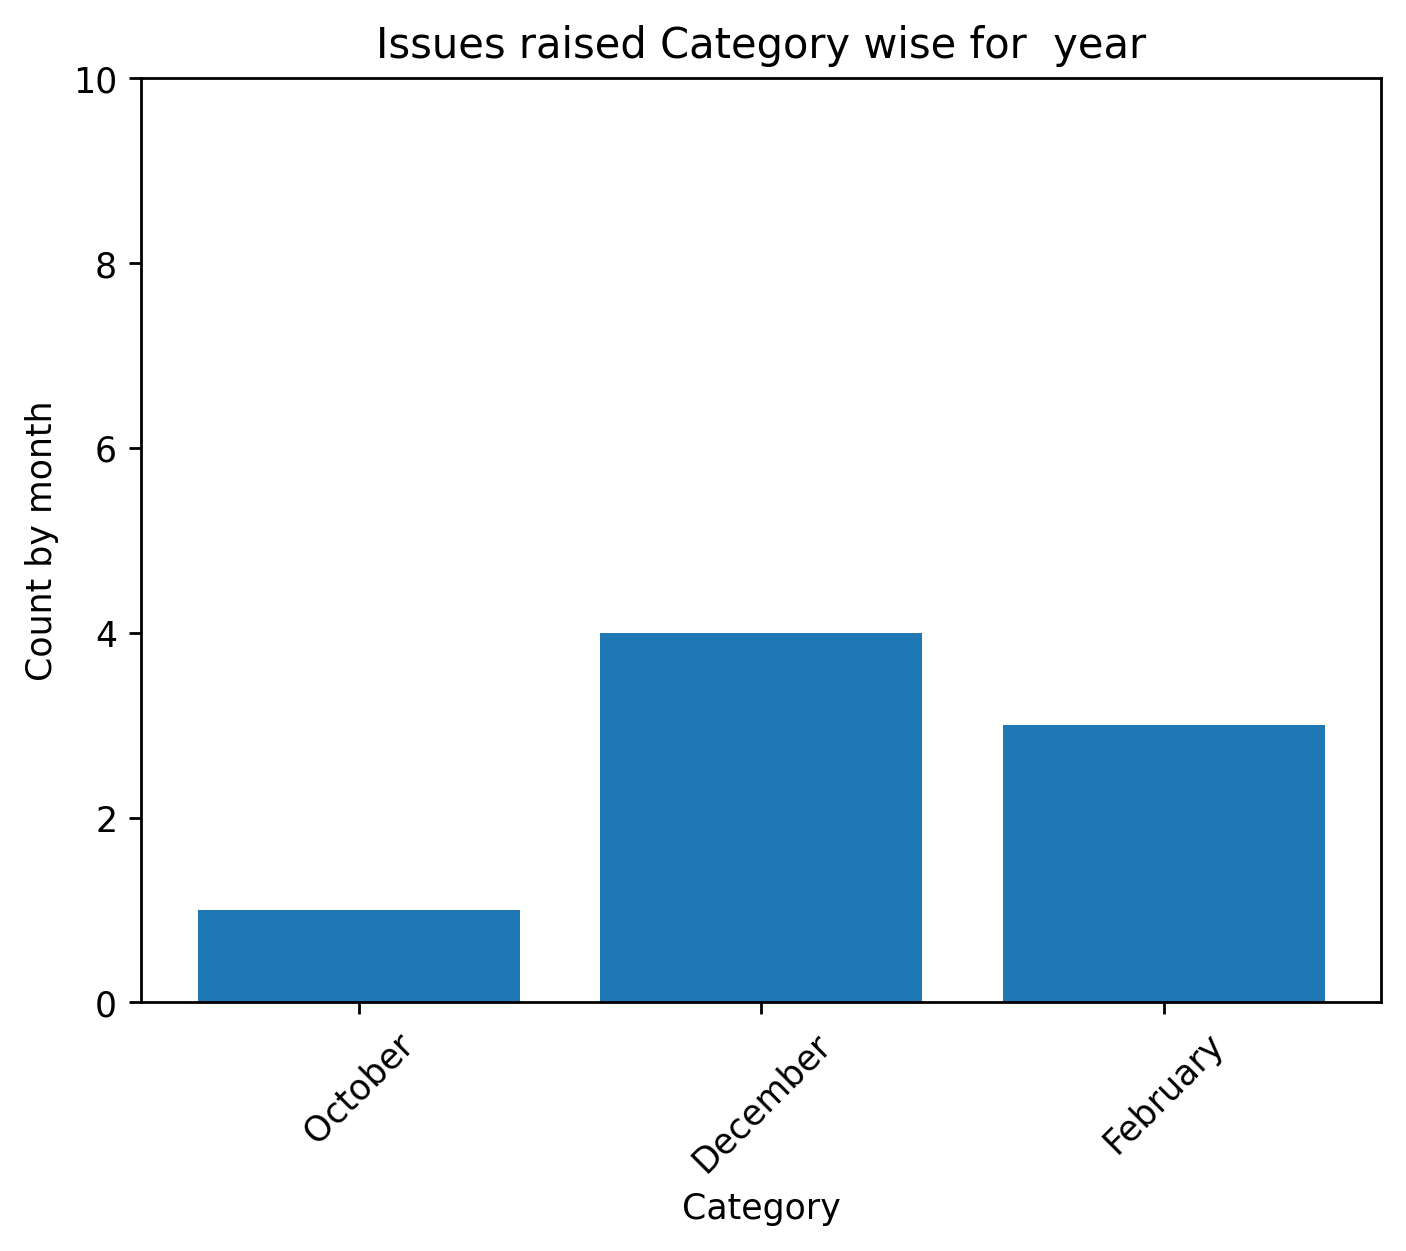 Issues raised Category wise for  year
10
8
6
4
2
0
Count by month
October
December
February
Category